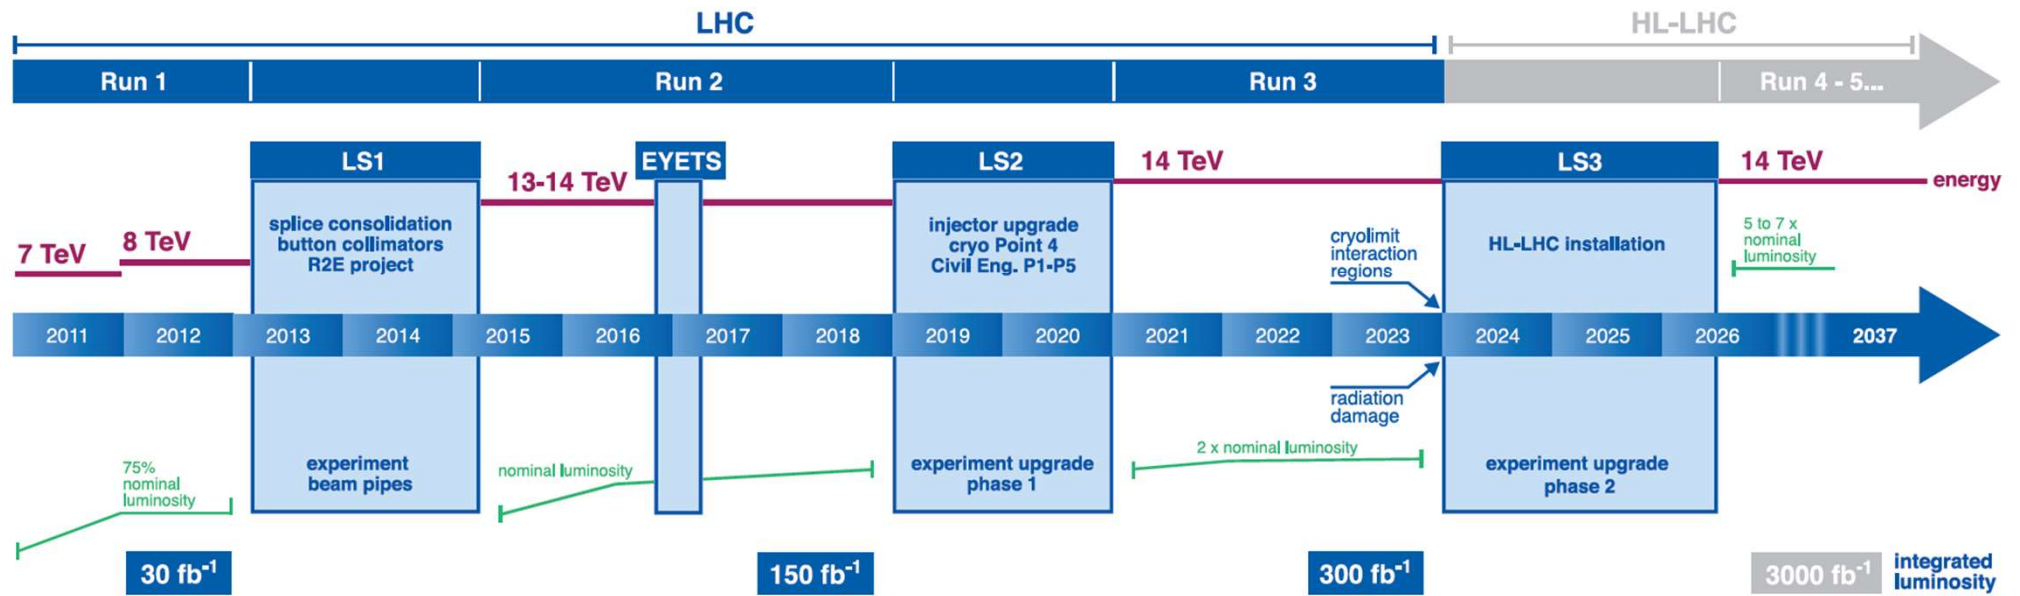 LHC
HL-LHC
Run 1
Run 2
Run 3
Run 4 - 5...
LS1
EYETS
LS2
14 TeV
LS3
14 TeV
13-14 TeV
energy
splice consolidation
button collimators
R2E project
injector upgrade
cryo Point 4
Civil Eng. P1-P5
cryolimit
interaction
regions
HL-LHC installation
5 to 7 x
nominal
luminosity
7 TeV
8 TeV
2011
2012
2013
2014
2015
2016
2017
2018
2019
2020
2021
2022
2023
2024
2025
2026
2037
radiation
damage
75%
nominal
luminosity
experiment
beam pipes
nominal luminosity
experiment upgrade
phase 1
2 x nominal luminosity
experiment upgrade
phase 2
30 fb⁻¹
150 fb⁻¹
300 fb⁻¹
3000 fb⁻¹
integrated
luminosity